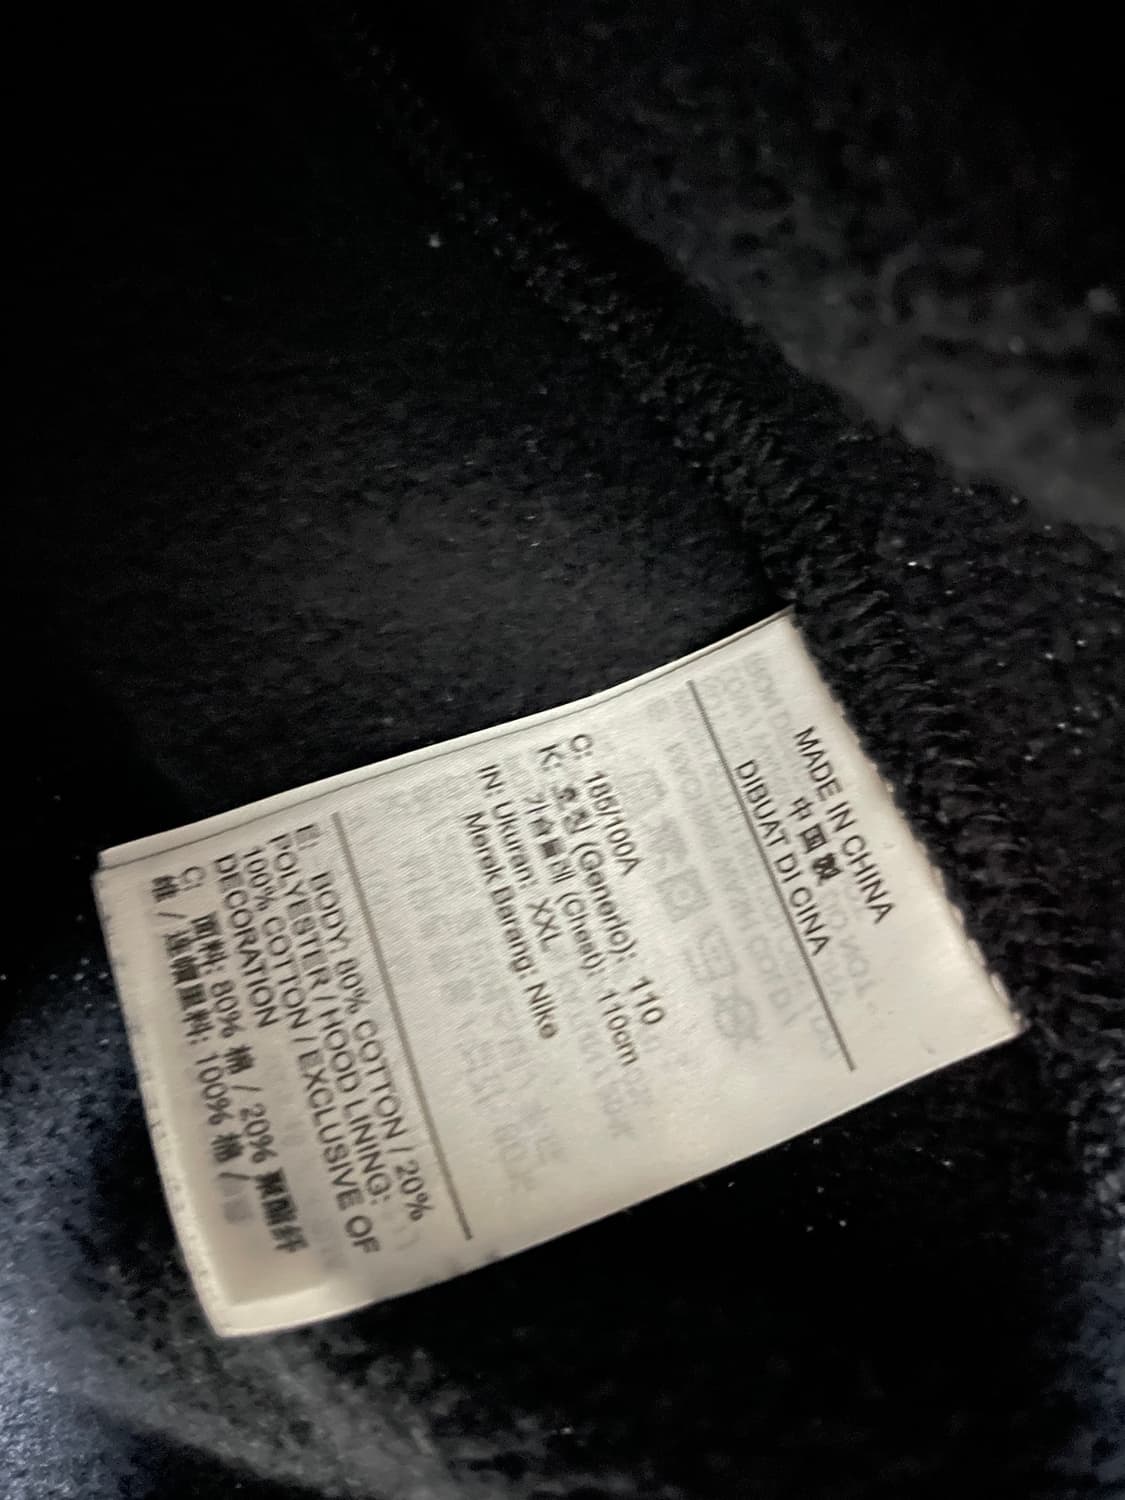 MADE IN CHINA
中国製
DIBUAT DI CINA
C: 185/100A
K: 호칭 (Generic): 110
가슴둘레 (Chest): 110cm
IN Ukuran: XXL
Merek Barang: Nike
E: BODY: 80% COTTON / 20%
POLYESTER / HOOD LINING:
100% COTTON / EXCLUSIVE OF
DECORATION
C: 面料: 80% 棉 / 20% 聚酯纤
维 / 连帽里料: 100% 棉 /